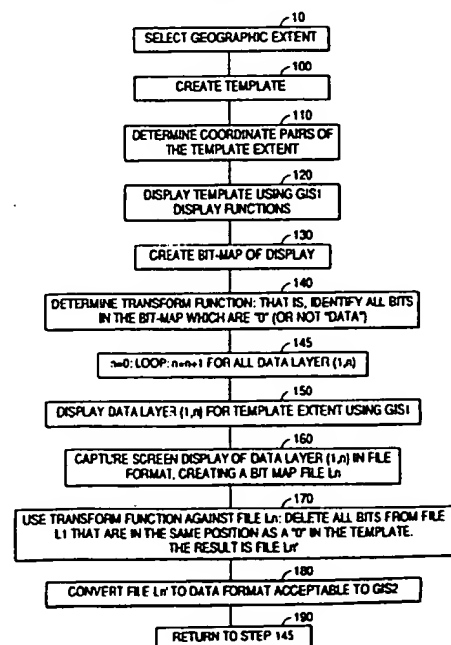 10
SELECT GEOGRAPHIC EXTENT
100
CREATE TEMPLATE
110
DETERMINE COORDINATE PAIRS OF
THE TEMPLATE EXTENT
120
DISPLAY TEMPLATE USING GIS1
DISPLAY FUNCTIONS
130
CREATE BIT-MAP OF DISPLAY
140
DETERMINE TRANSFORM FUNCTION: THAT IS, IDENTIFY ALL BITS
IN THE BIT-MAP WHICH ARE "0" (OR NOT "DATA")
145
n=0: LOOP: n=n+1 FOR ALL DATA LAYER (1,n)
150
DISPLAY DATA LAYER (1,n) FOR TEMPLATE EXTENT USING GIS1
160
CAPTURE SCREEN DISPLAY OF DATA LAYER (1,n) IN FILE
FORMAT, CREATING A BIT MAP FILE Ln
170
USE TRANSFORM FUNCTION AGAINST FILE Ln: DELETE ALL BITS FROM FILE
L1 THAT ARE IN THE SAME POSITION AS A "0" IN THE TEMPLATE.
THE RESULT IS FILE Ln'
180
CONVERT FILE Ln' TO DATA FORMAT ACCEPTABLE TO GIS2
190
RETURN TO STEP 145